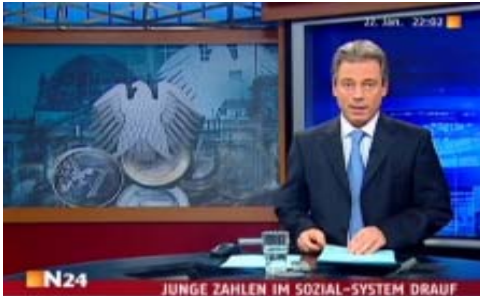 22. Jan. 22:02
N24
JUNGE ZAHLEN IM SOZIAL-SYSTEM DRAUF